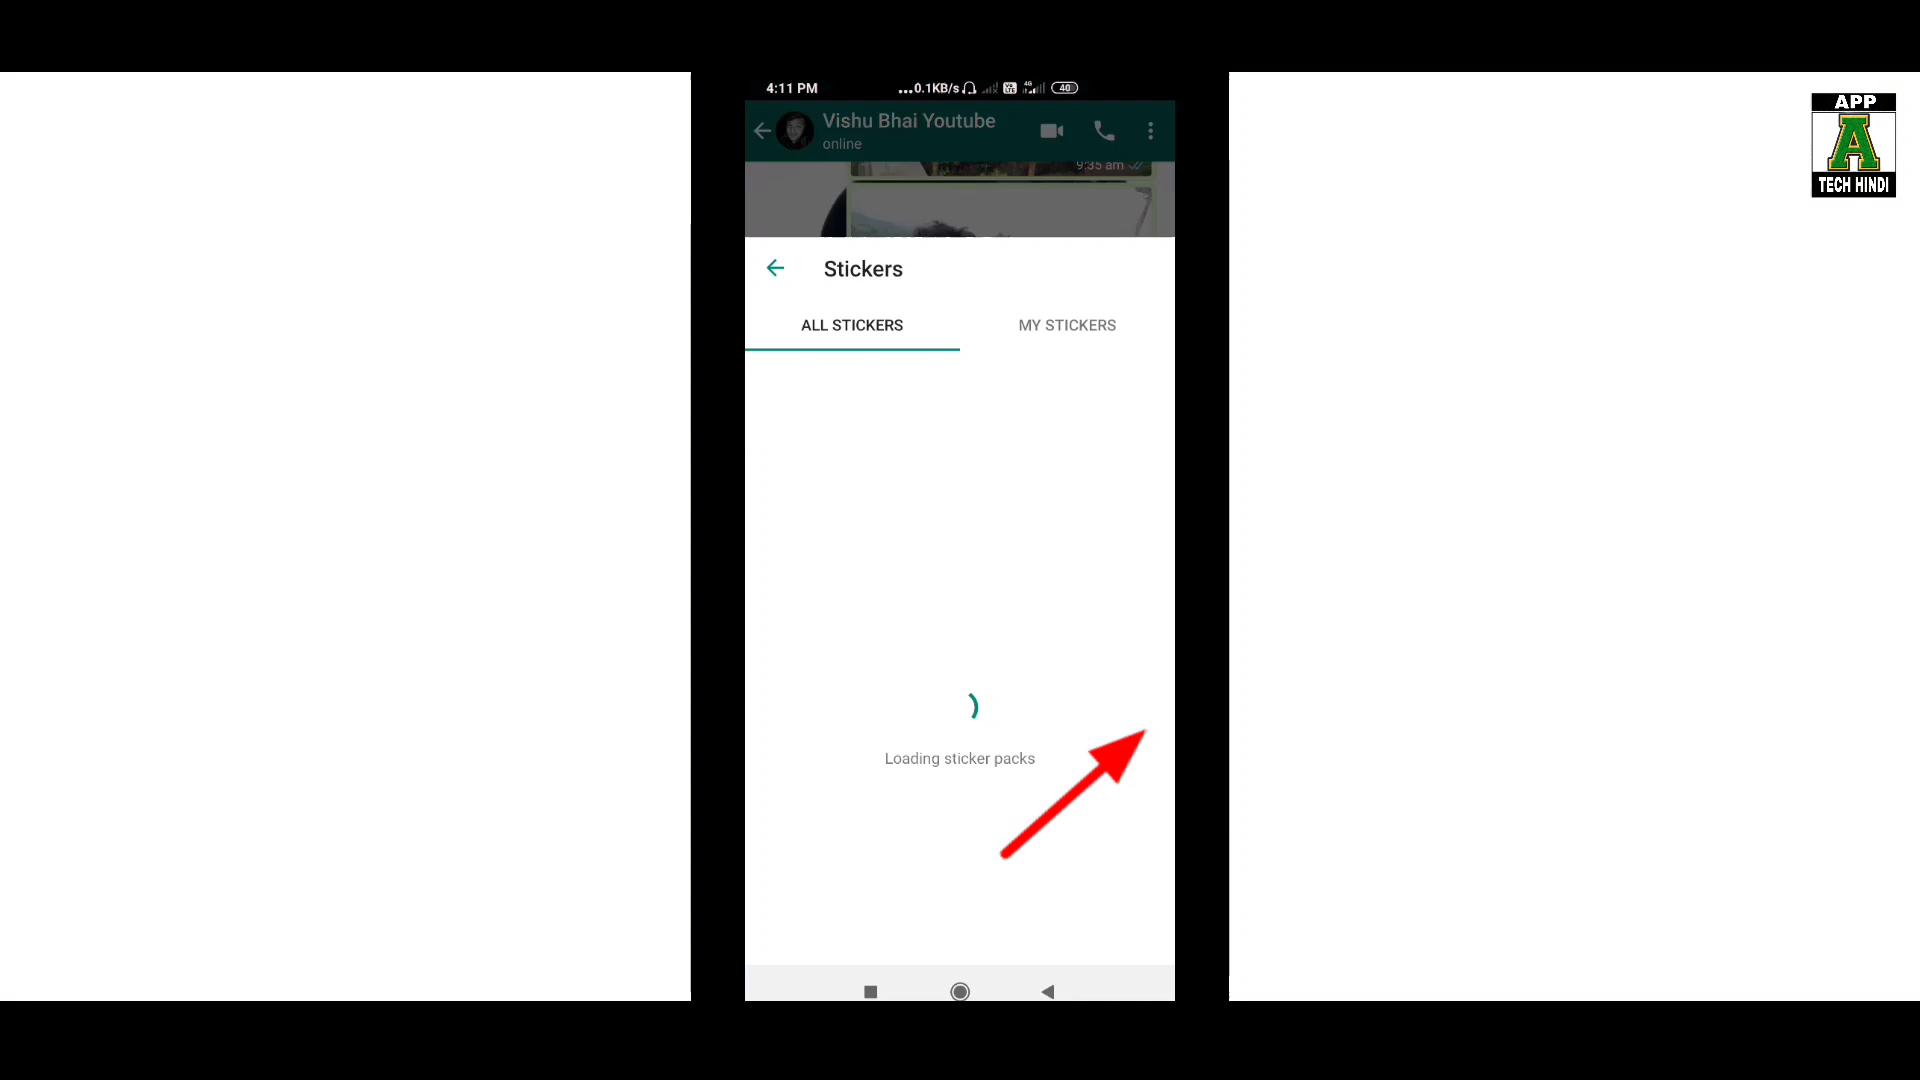 4:11 PM
...0.1KB/s
4G
40
Vishu Bhai Youtube
online
9:35 am
Stickers
ALL STICKERS
MY STICKERS
Loading sticker packs
APP
A
TECH HINDI